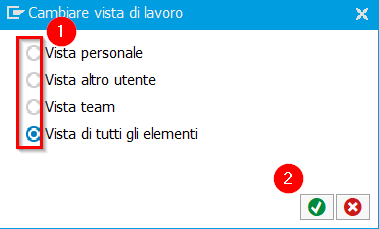 Cambiare vista di lavoro
1
Vista personale
Vista altro utente
Vista team
Vista di tutti gli elementi
2